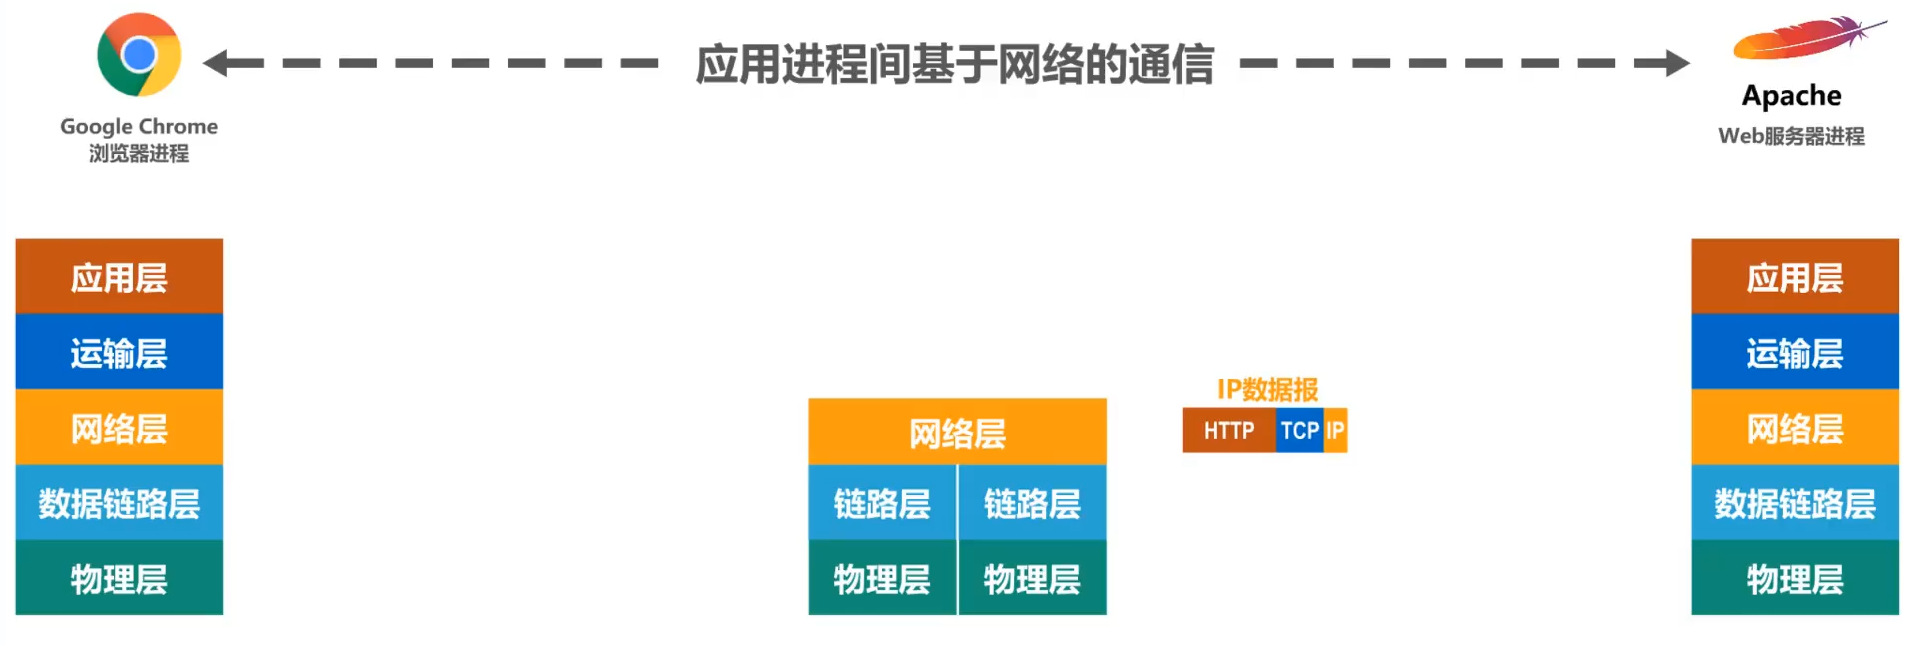 应用进程间基于网络的通信
Google Chrome
浏览器进程
Apache
Web服务器进程
应用层
运输层
网络层
数据链路层
物理层
网络层
链路层 链路层
物理层 物理层
IP数据报
HTTP TCP IP
应用层
运输层
网络层
数据链路层
物理层